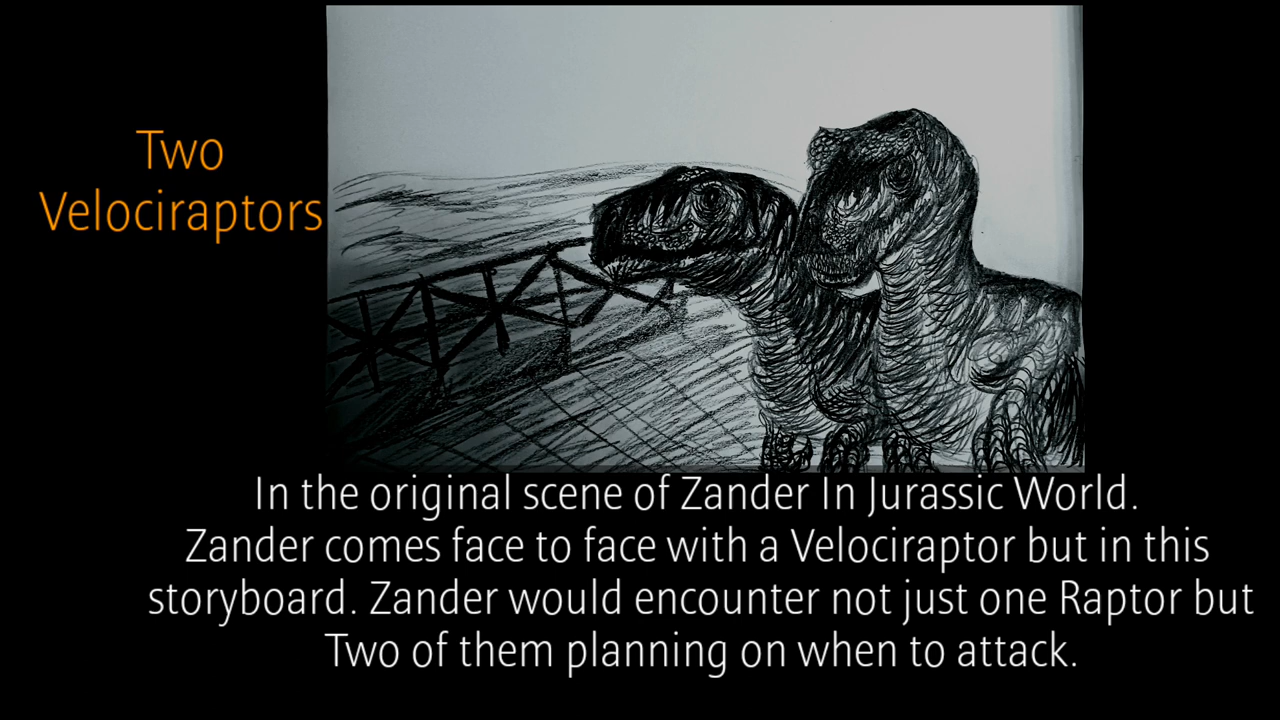 Two
Velociraptors
In the original scene of Zander In Jurassic World.
Zander comes face to face with a Velociraptor but in this
storyboard. Zander would encounter not just one Raptor but
Two of them planning on when to attack.